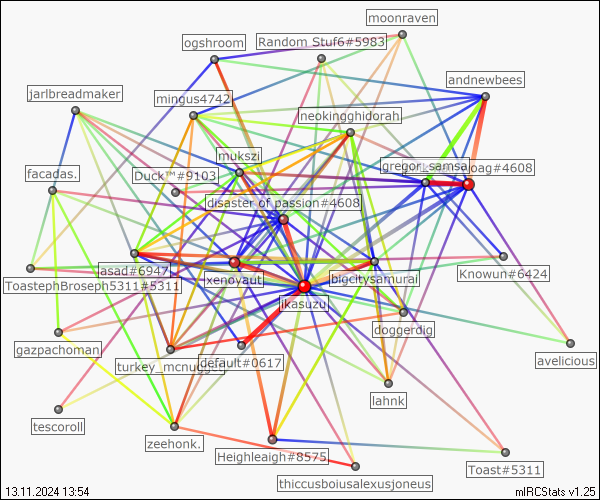 moonraven
ogshroom
Random Stuf6#5983
andnewbees
jarlbreadmaker
mingus4742
neokingghidorah
mukszi
gregor_samsa
joag#4608
facadas.
Duck™#9103
disaster of passion#4608
asad#6947
xenoyaut
bigcitysamurai
Knowun#6424
ToastephBroseph5311#5311
ikasuzu
doggerdig
gazpachoman
turkey_mcnugget
default#0617
avelicious
lahnk
tescoroll
zeehonk.
Heighleaigh#8575
Toast#5311
thiccusboiusalexusjoneus
13.11.2024 13:54
mIRCStats v1.25